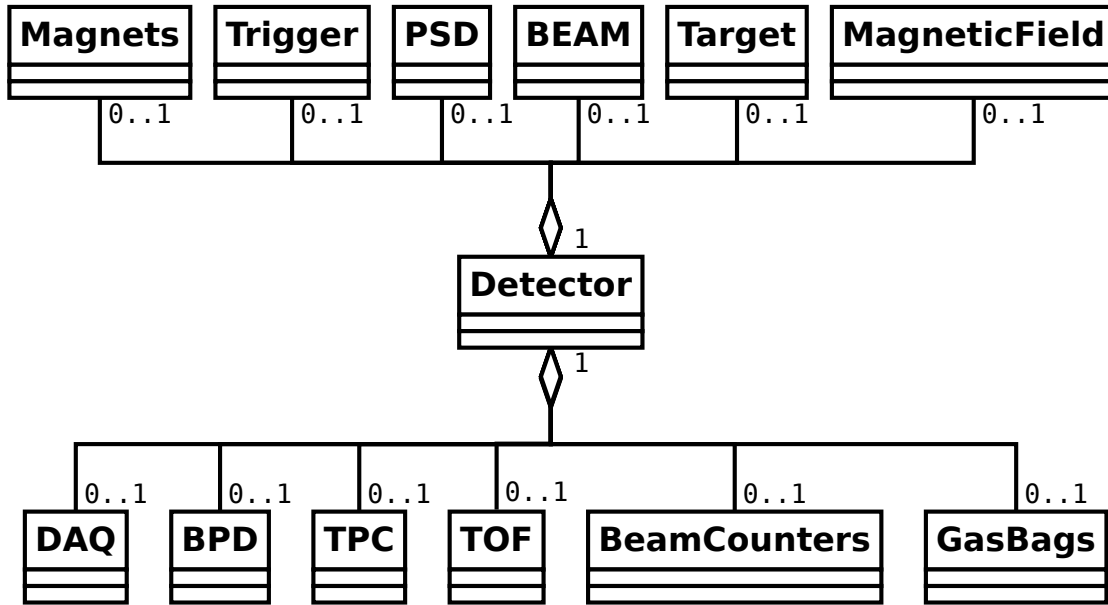 Magnets Trigger PSD BEAM Target MagneticField
0..1 0..1 0..1 0..1 0..1 0..1
1
Detector
1
0..1 0..1 0..1 0..1 0..1 0..1
DAQ BPD TPC TOF BeamCounters GasBags